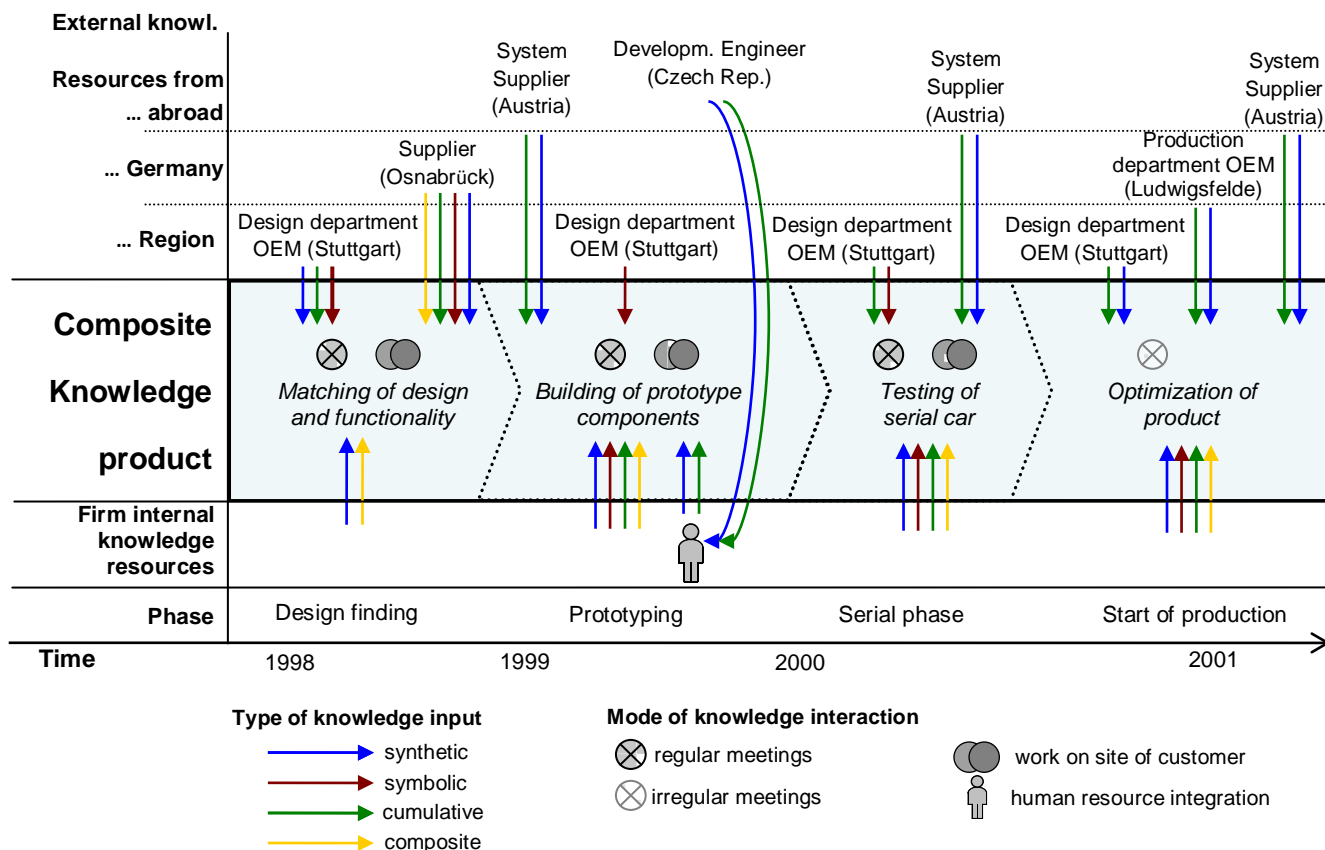 External knowl.
Resources from
... abroad
... Germany
... Region
System
Supplier
(Austria)
Developm. Engineer
(Czech Rep.)
System
Supplier
(Austria)
System
Supplier
(Austria)
Supplier
(Osnabrück)
Production
department OEM
(Ludwigsfelde)
Design department
OEM (Stuttgart)
Design department
OEM (Stuttgart)
Design department
OEM (Stuttgart)
Design department
OEM (Stuttgart)
Composite
Knowledge
product
Matching of design
and functionality
Building of prototype
components
Testing of
serial car
Optimization of
product
Firm internal
knowledge
resources
Phase
Design finding
Prototyping
Serial phase
Start of production
Time
1998
1999
2000
2001
Type of knowledge input
synthetic
symbolic
cumulative
composite
Mode of knowledge interaction
regular meetings
irregular meetings
work on site of customer
human resource integration